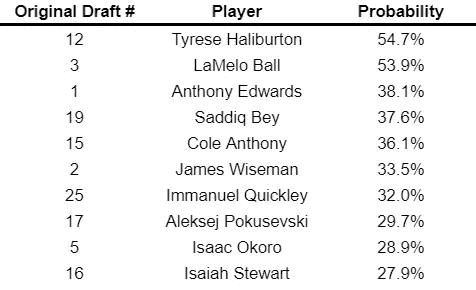 Original Draft # Player Probability
12 Tyrese Haliburton 54.7%
3 LaMelo Ball 53.9%
1 Anthony Edwards 38.1%
19 Saddiq Bey 37.6%
15 Cole Anthony 36.1%
2 James Wiseman 33.5%
25 Immanuel Quickley 32.0%
17 Aleksej Pokusevski 29.7%
5 Isaac Okoro 28.9%
16 Isaiah Stewart 27.9%